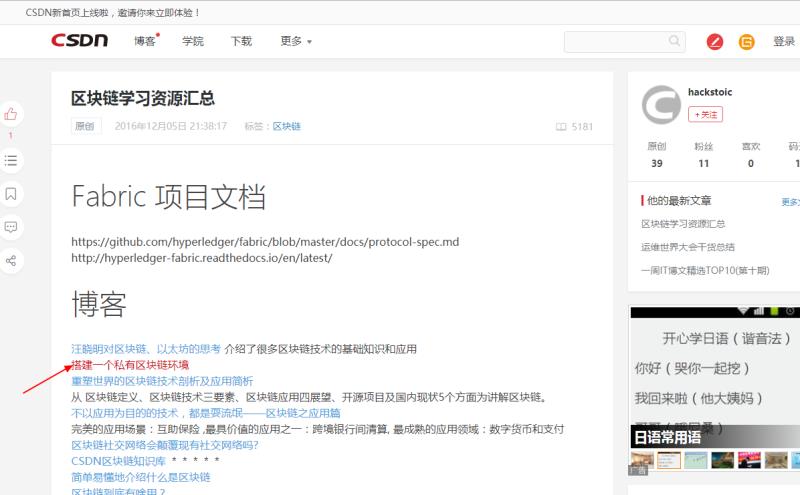 CSDN新首页上线啦，邀请你来立即体验！
CSDN 博客 学院 下载 更多 登录
区块链学习资源汇总
原创 2016年12月05日 21:38:17 标签：区块链 5181
1
Fabric 项目文档
https://github.com/hyperledger/fabric/blob/master/docs/protocol-spec.md
http://hyperledger-fabric.readthedocs.io/en/latest/
博客
汪晓明对区块链、以太坊的思考 介绍了很多区块链技术的基础知识和应用
搭建一个私有区块链环境
重塑世界的区块链技术剖析及应用简析
从 区块链定义、区块链技术三要素、区块链应用四展望、开源项目及国内现状5个方面为讲解区块链。
不以应用为目的的技术，都是耍流氓——区块链之应用篇
完美的应用场景：互助保险 ,最具价值的应用之一：跨境银行间清算, 最成熟的应用领域：数字货币和支付
区块链社交网络会颠覆现有社交网络吗?
CSDN区块链知识库 * * * * *
简单易懂地介绍什么是区块链
区块链到底有啥用？
hackstoic
+关注
原创 粉丝 喜欢 码
39 11 0 1
他的最新文章 更多
区块链学习资源汇总
运维世界大会干货总结
一周IT博文精选TOP10(第十期)
开心学日语（谐音法）
你好（哭你一起挖）
我回来啦（他大姨妈）
日语常用语
广告